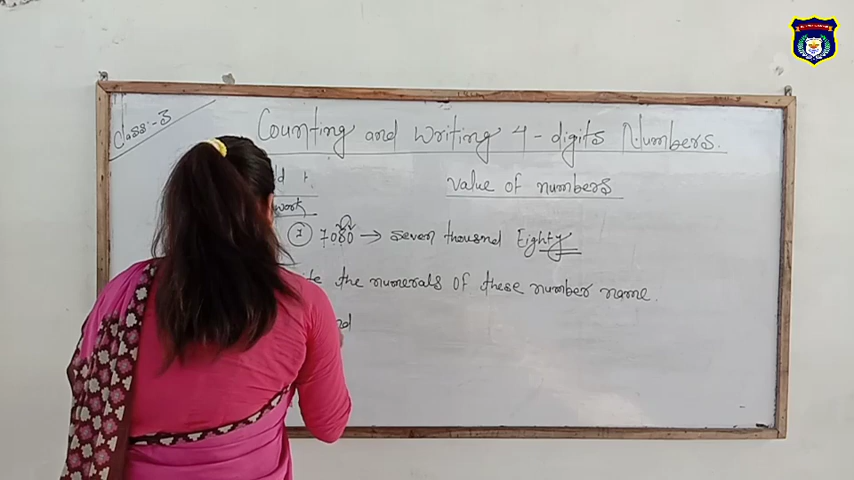 Class:-3
Counting and Writing 4-digits Numbers.
Value of numbers
work
7080 → seven thousand Eighty
the numerals of these number name.